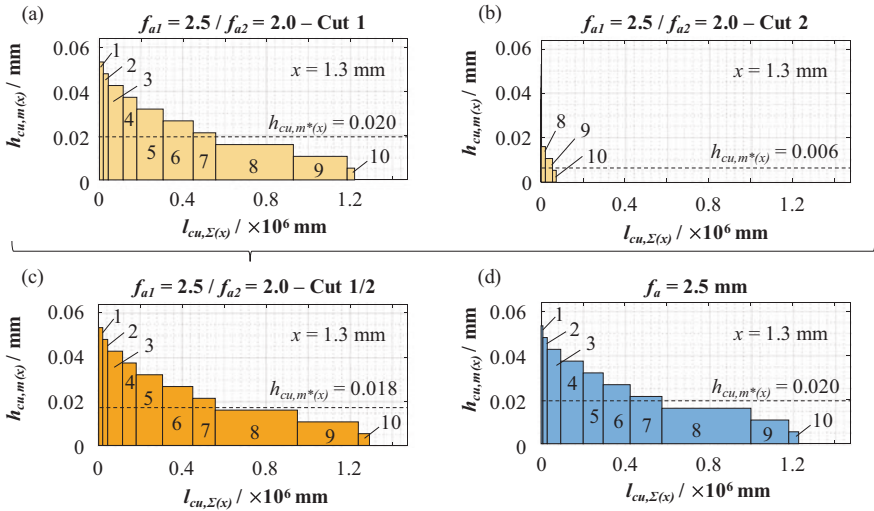 (a)
f_a1 = 2.5 / f_a2 = 2.0 – Cut 1
h_cu,m(x) / mm
0.06
0.04
0.02
0
1
2
3
4
5
6
7
8
9
10
x = 1.3 mm
h_cu,m*(x) = 0.020
0
0.4
0.8
1.2
l_cu,Σ(x) / ×10⁶ mm
(b)
f_a1 = 2.5 / f_a2 = 2.0 – Cut 2
h_cu,m(x) / mm
0.06
0.04
0.02
0
8
9
10
x = 1.3 mm
h_cu,m*(x) = 0.006
0
0.4
0.8
1.2
l_cu,Σ(x) / ×10⁶ mm
(c)
f_a1 = 2.5 / f_a2 = 2.0 – Cut 1/2
h_cu,m(x) / mm
0.06
0.04
0.02
0
1
2
3
4
5
6
7
8
9
10
x = 1.3 mm
h_cu,m*(x) = 0.018
0
0.4
0.8
1.2
l_cu,Σ(x) / ×10⁶ mm
(d)
f_a = 2.5 mm
h_cu,m(x) / mm
0.06
0.04
0.02
0
1
2
3
4
5
6
7
8
9
10
x = 1.3 mm
h_cu,m*(x) = 0.020
0
0.4
0.8
1.2
l_cu,Σ(x) / ×10⁶ mm